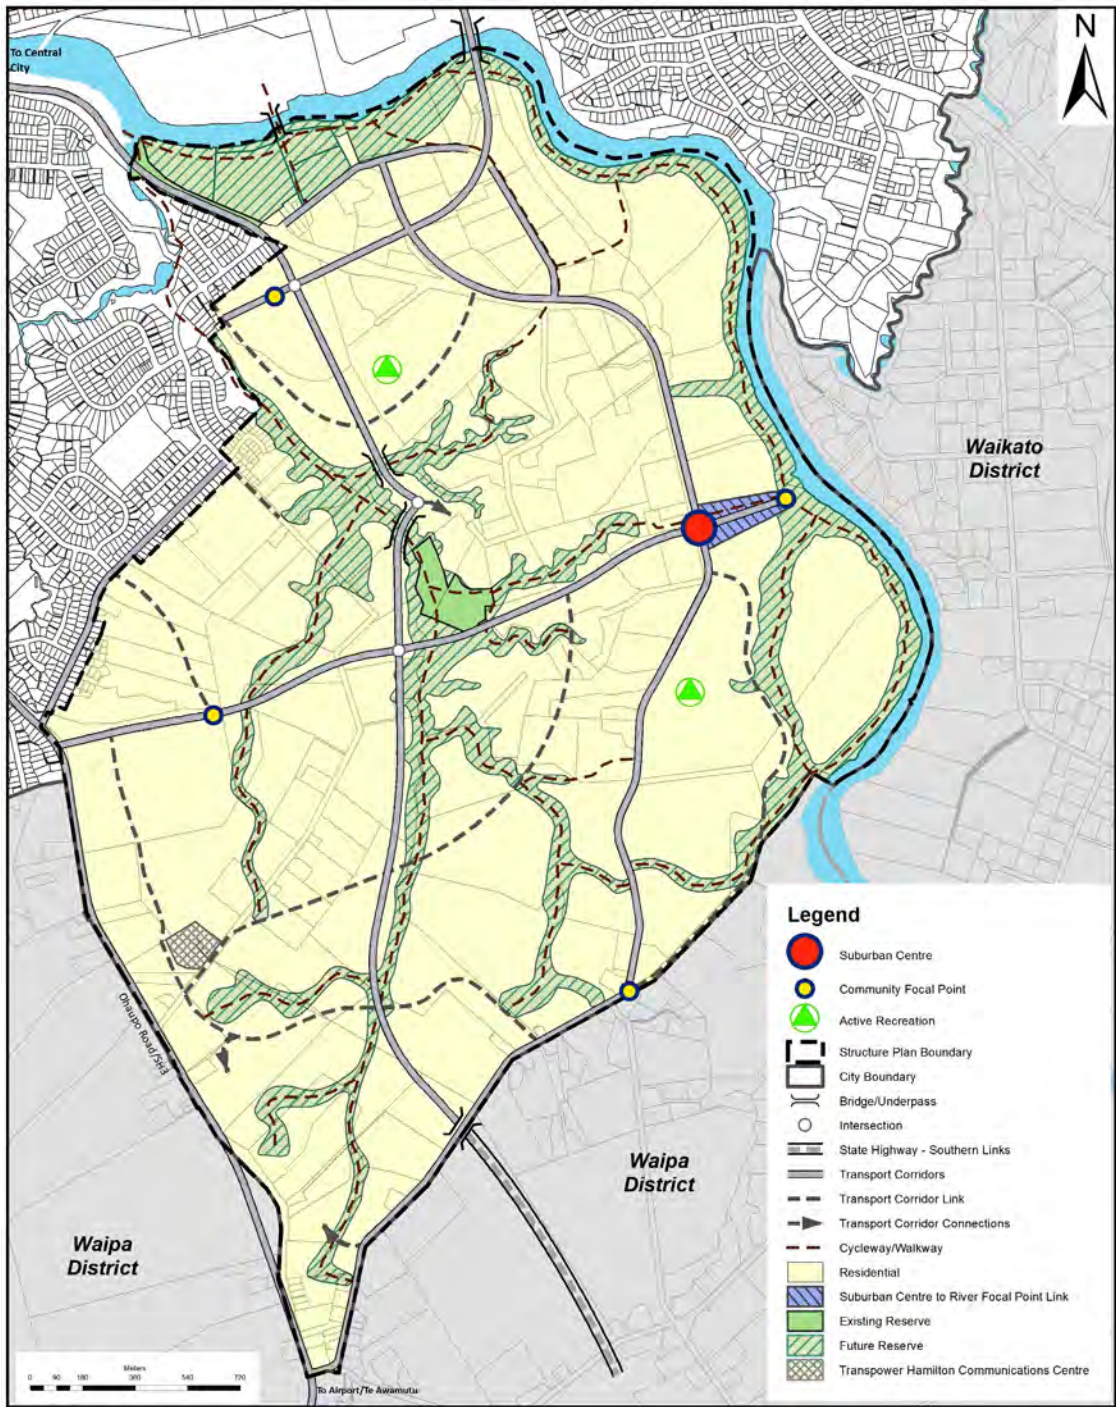 To Central
City
N
Waikato
District
Ohaupo Road/SH3
Waipa
District
Waipa
District
To Airport/Te Awamutu
Meters
0 90 180 360 540 720
Legend
Suburban Centre
Community Focal Point
Active Recreation
Structure Plan Boundary
City Boundary
Bridge/Underpass
Intersection
State Highway - Southern Links
Transport Corridors
Transport Corridor Link
Transport Corridor Connections
Cycleway/Walkway
Residential
Suburban Centre to River Focal Point Link
Existing Reserve
Future Reserve
Transpower Hamilton Communications Centre